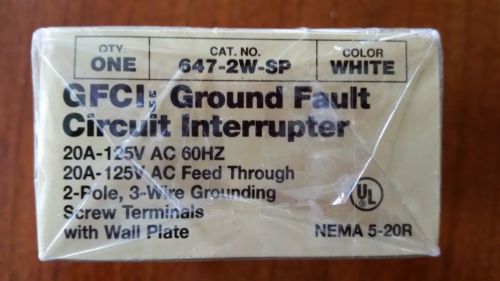 QTY. CAT. NO. COLOR
ONE 647-2W-SP WHITE
GFCI: Ground Fault
Circuit Interrupter
20A-125V AC 60HZ
20A-125V AC Feed Through
2-Pole, 3-Wire Grounding
Screw Terminals
with Wall Plate
UL
NEMA 5-20R